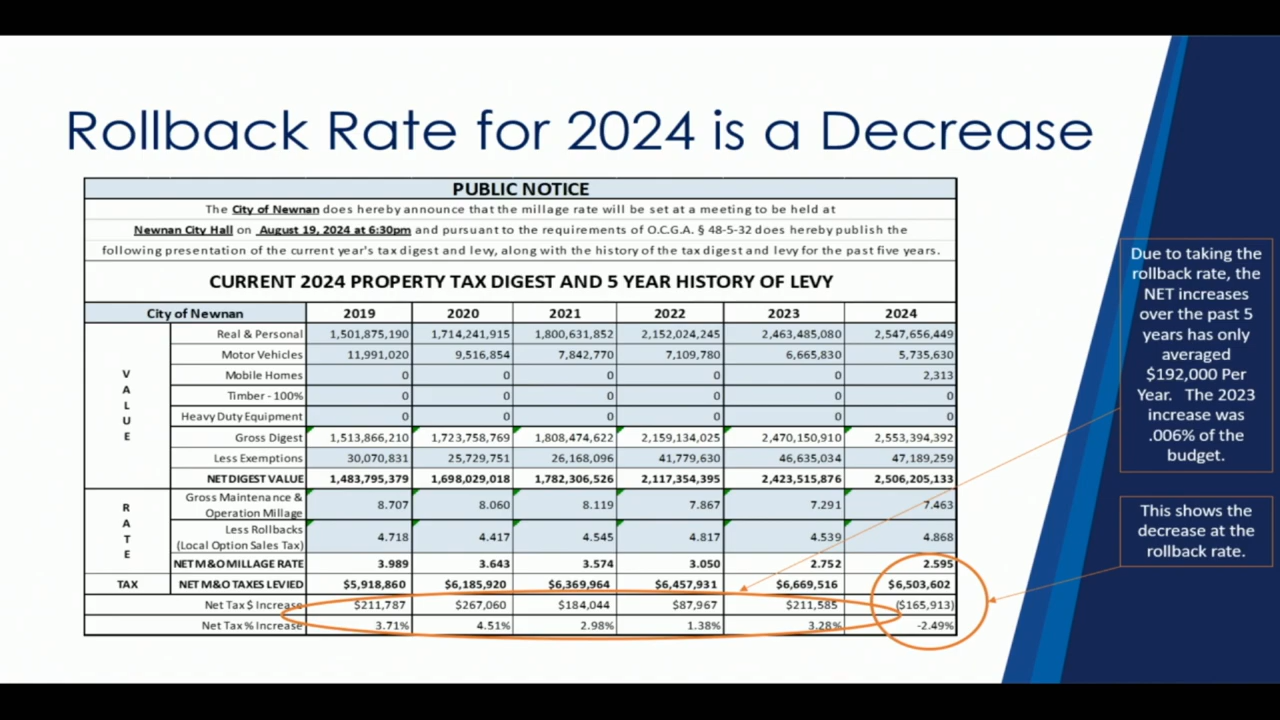 Rollback Rate for 2024 is a Decrease
PUBLIC NOTICE
The City of Newnan does hereby announce that the millage rate will be set at a meeting to be held at
Newnan City Hall on August 19, 2024 at 6:30pm and pursuant to the requirements of O.C.G.A. § 48-5-32 does hereby publish the
following presentation of the current year's tax digest and levy, along with the history of the tax digest and levy for the past five years.
CURRENT 2024 PROPERTY TAX DIGEST AND 5 YEAR HISTORY OF LEVY
City of Newnan 2019 2020 2021 2022 2023 2024
VALUE
Real & Personal 1,501,875,190 1,714,241,915 1,800,631,852 2,152,024,245 2,463,485,080 2,547,656,449
Motor Vehicles 11,991,020 9,516,854 7,842,770 7,109,780 6,665,830 5,735,630
Mobile Homes 0 0 0 0 0 2,313
Timber - 100% 0 0 0 0 0 0
Heavy Duty Equipment 0 0 0 0 0 0
Gross Digest 1,513,866,210 1,723,758,769 1,808,474,622 2,159,134,025 2,470,150,910 2,553,394,392
Less Exemptions 30,070,831 25,729,751 26,168,096 41,779,630 46,635,034 47,189,259
NET DIGEST VALUE 1,483,795,379 1,698,029,018 1,782,306,526 2,117,354,395 2,423,515,876 2,506,205,133
RATE
Gross Maintenance &
Operation Millage 8.707 8.060 8.119 7.867 7.291 7.463
Less Rollbacks
(Local Option Sales Tax) 4.718 4.417 4.545 4.817 4.539 4.868
NET M&O MILLAGE RATE 3.989 3.643 3.574 3.050 2.752 2.595
TAX NET M&O TAXES LEVIED $5,918,860 $6,185,920 $6,369,964 $6,457,931 $6,669,516 $6,503,602
Net Tax $ Increase $211,787 $267,060 $184,044 $87,967 $211,585 ($165,913)
Net Tax % Increase 3.71% 4.51% 2.98% 1.38% 3.28% -2.49%
Due to taking the
rollback rate, the
NET increases
over the past 5
years has only
averaged
$192,000 Per
Year. The 2023
increase was
.006% of the
budget.
This shows the
decrease at the
rollback rate.